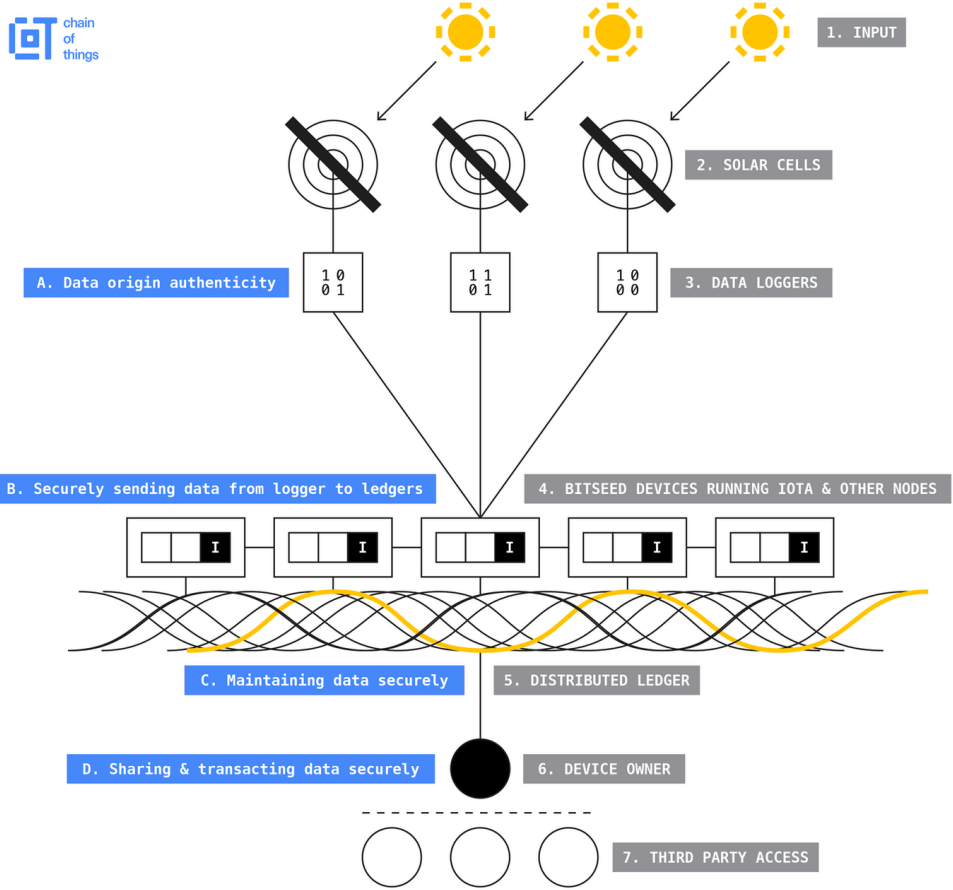 chain
of
things
1. INPUT
2. SOLAR CELLS
A. Data origin authenticity
1 0
0 1
1 1
0 1
1 0
0 0
3. DATA LOGGERS
B. Securely sending data from logger to ledgers
4. BITSEED DEVICES RUNNING IOTA & OTHER NODES
I
I
I
I
I
C. Maintaining data securely
5. DISTRIBUTED LEDGER
D. Sharing & transacting data securely
6. DEVICE OWNER
7. THIRD PARTY ACCESS